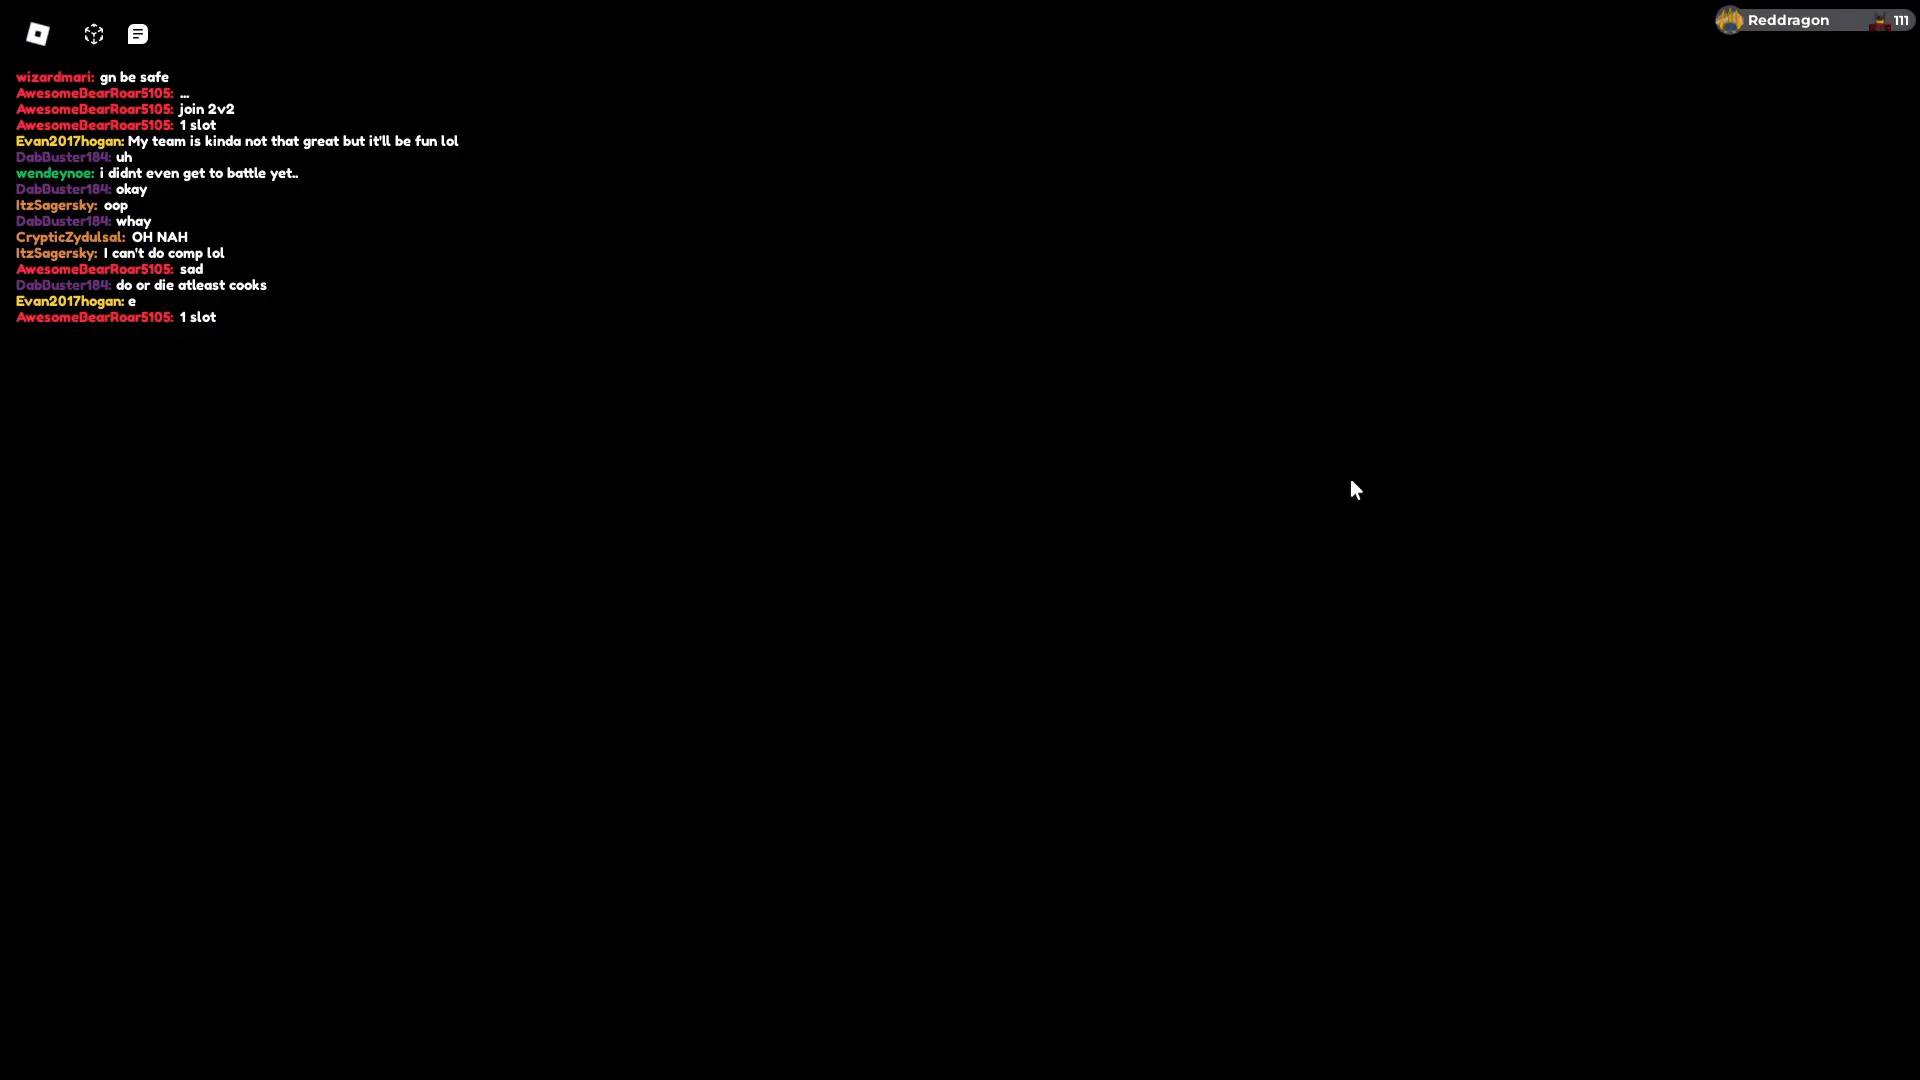 Reddragon 111
wizardmari: gn be safe
AwesomeBearRoar5105: ...
AwesomeBearRoar5105: join 2v2
AwesomeBearRoar5105: 1 slot
Evan2017hogan: My team is kinda not that great but it'll be fun lol
DabBuster184: uh
wendeynoe: i didnt even get to battle yet..
DabBuster184: okay
ItzSagersky: oop
DabBuster184: whay
CrypticZydulsal: OH NAH
ItzSagersky: I can't do comp lol
AwesomeBearRoar5105: sad
DabBuster184: do or die atleast cooks
Evan2017hogan: e
AwesomeBearRoar5105: 1 slot